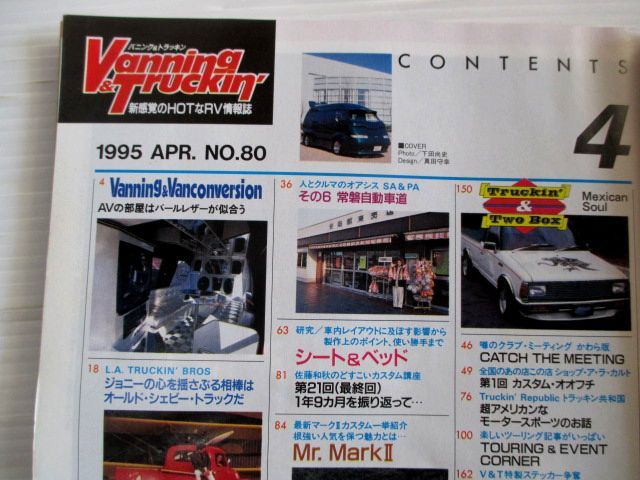 バニング&トラッキン
Vanning
& Truckin'
新感覚のHOTなRV情報誌
1995 APR. NO.80
CONTENTS
4
■COVER
Photo/下田尚史
Design/真田守幸
4
Vanning&Vanconversion
AVの部屋はパールレザーが似合う
18 L.A. TRUCKIN' BROS
ジョニーの心を揺さぶる相棒は
オールド・シェビー・トラックだ
36 人とクルマのオアシス SA&PA
その6 常磐自動車道
63 研究/車内レイアウトに及ぼす影響から
製作上のポイント、使い勝手まで
シート&ベッド
81 佐藤和秋のどすこいカスタム講座
第21回(最終回)
1年9カ月を振り返って…
84 最新マークⅡカスタム一挙紹介
根強い人気を保つ魅力とは…
Mr. MarkⅡ
150
Truckin'
&
Two Box
Mexican
Soul
46 噂のクラブ・ミーティング かわら版
CATCH THE MEETING
49 全国のあの店この店 ショップ・ア・ラ・カルト
第1回 カスタム・オオフチ
76 Truckin' Republic トラッキン共和国
超アメリカンな
モータースポーツのお話
100 楽しいツーリング記事がいっぱい
TOURING & EVENT
CORNER
162 V&T特製ステッカー争奪